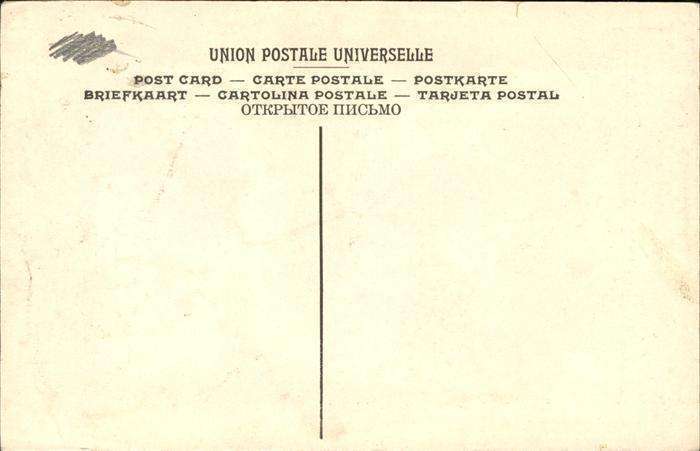 UNION POSTALE UNIVERSELLE
POST CARD — CARTE POSTALE — POSTKARTE
BRIEFKAART — CARTOLINA POSTALE — TARJETA POSTAL
ОТКРЫТОЕ ПИСЬМО